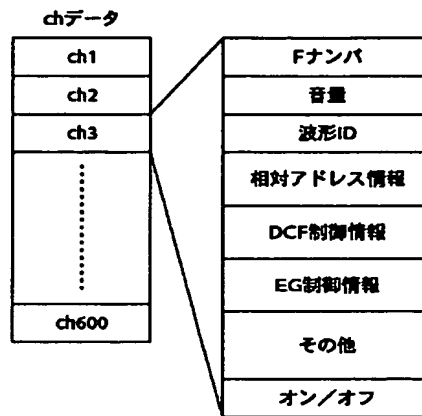 chデータ
ch1
ch2
ch3
ch600
Fナンバ
音量
波形ID
相対アドレス情報
DCF制御情報
EG制御情報
その他
オン／オフ